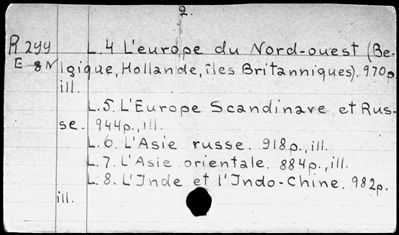 2.
R 299 L.4 L'europe du Nord-ouest (Be-
E 8N lgique, Hollande, îles Britanniques). 970p
ill.
L.5. L'Europe Scandinave et Rus-
se. 944p., ill.
L.6. L'Asie russe. 918p., ill.
L.7. L'Asie orientale. 884p., ill.
L.8. L'Inde et l'Indo-Chine. 982p.
ill.